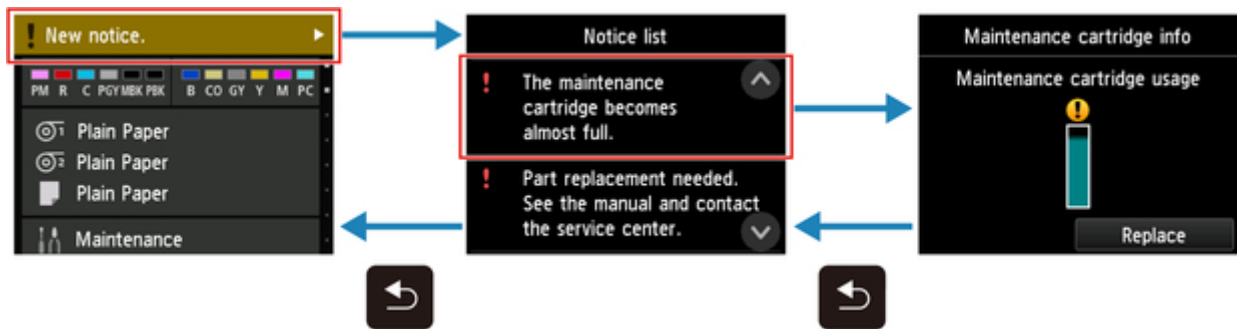 New notice.
PM R C PGY MBK PBK B CO GY Y M PC
Plain Paper
Plain Paper
Plain Paper
Maintenance
Notice list
The maintenance
cartridge becomes
almost full.
Part replacement needed.
See the manual and contact
the service center.
Maintenance cartridge info
Maintenance cartridge usage
Replace